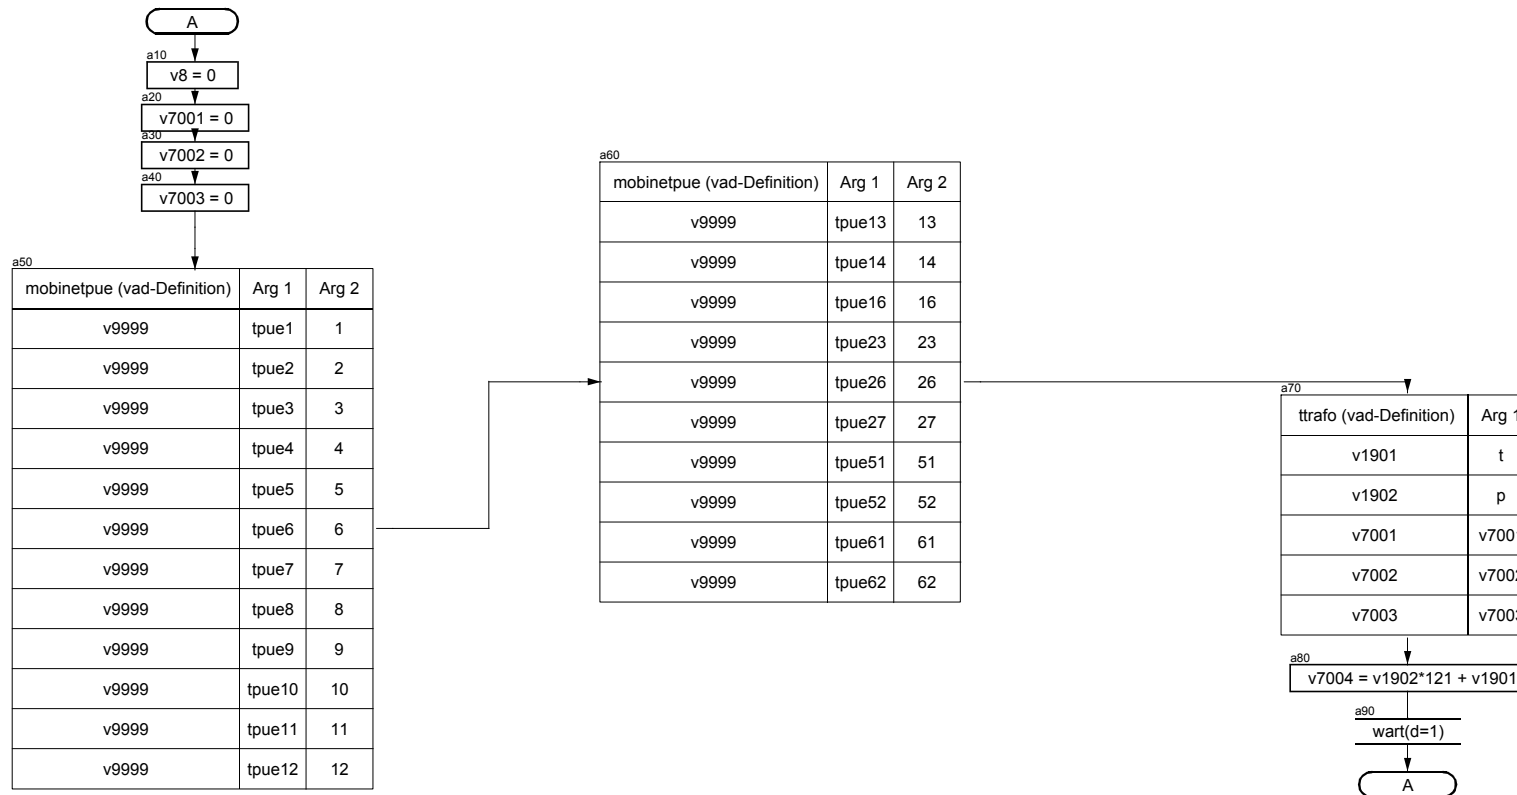 A
a10
v8 = 0
a20
v7001 = 0
a30
v7002 = 0
a40
v7003 = 0
a50
mobinetpue (vad-Definition) Arg 1 Arg 2
v9999 tpue1 1
v9999 tpue2 2
v9999 tpue3 3
v9999 tpue4 4
v9999 tpue5 5
v9999 tpue6 6
v9999 tpue7 7
v9999 tpue8 8
v9999 tpue9 9
v9999 tpue10 10
v9999 tpue11 11
v9999 tpue12 12
a60
mobinetpue (vad-Definition) Arg 1 Arg 2
v9999 tpue13 13
v9999 tpue14 14
v9999 tpue16 16
v9999 tpue23 23
v9999 tpue26 26
v9999 tpue27 27
v9999 tpue51 51
v9999 tpue52 52
v9999 tpue61 61
v9999 tpue62 62
a70
ttrafo (vad-Definition) Arg 1
v1901 t
v1902 p
v7001 v7001
v7002 v7002
v7003 v7003
a80
v7004 = v1902*121 + v1901
a90
wart(d=1)
A